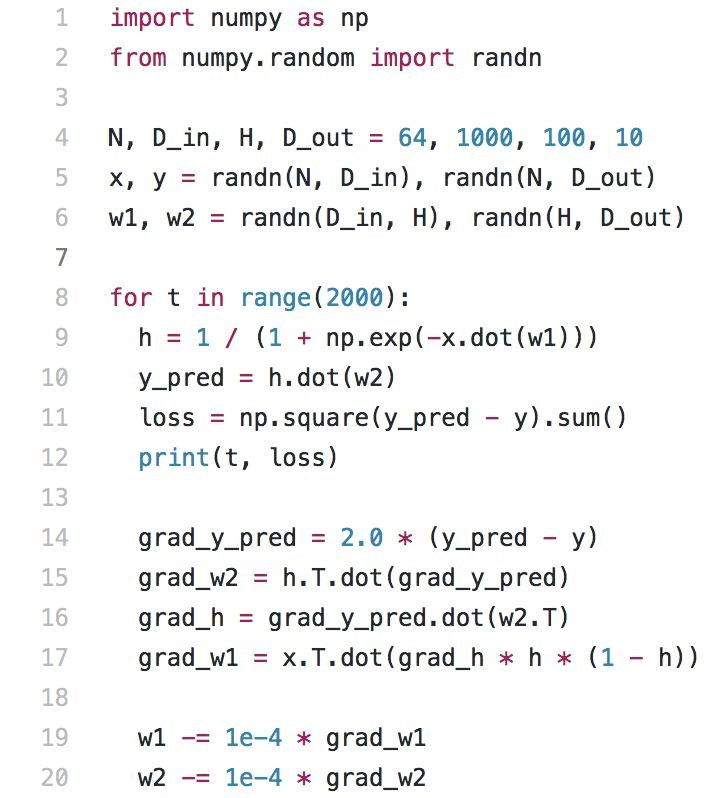 1 import numpy as np
2 from numpy.random import randn
3
4 N, D_in, H, D_out = 64, 1000, 100, 10
5 x, y = randn(N, D_in), randn(N, D_out)
6 w1, w2 = randn(D_in, H), randn(H, D_out)
7
8 for t in range(2000):
9   h = 1 / (1 + np.exp(-x.dot(w1)))
10   y_pred = h.dot(w2)
11   loss = np.square(y_pred - y).sum()
12   print(t, loss)
13
14   grad_y_pred = 2.0 * (y_pred - y)
15   grad_w2 = h.T.dot(grad_y_pred)
16   grad_h = grad_y_pred.dot(w2.T)
17   grad_w1 = x.T.dot(grad_h * h * (1 - h))
18
19   w1 -= 1e-4 * grad_w1
20   w2 -= 1e-4 * grad_w2